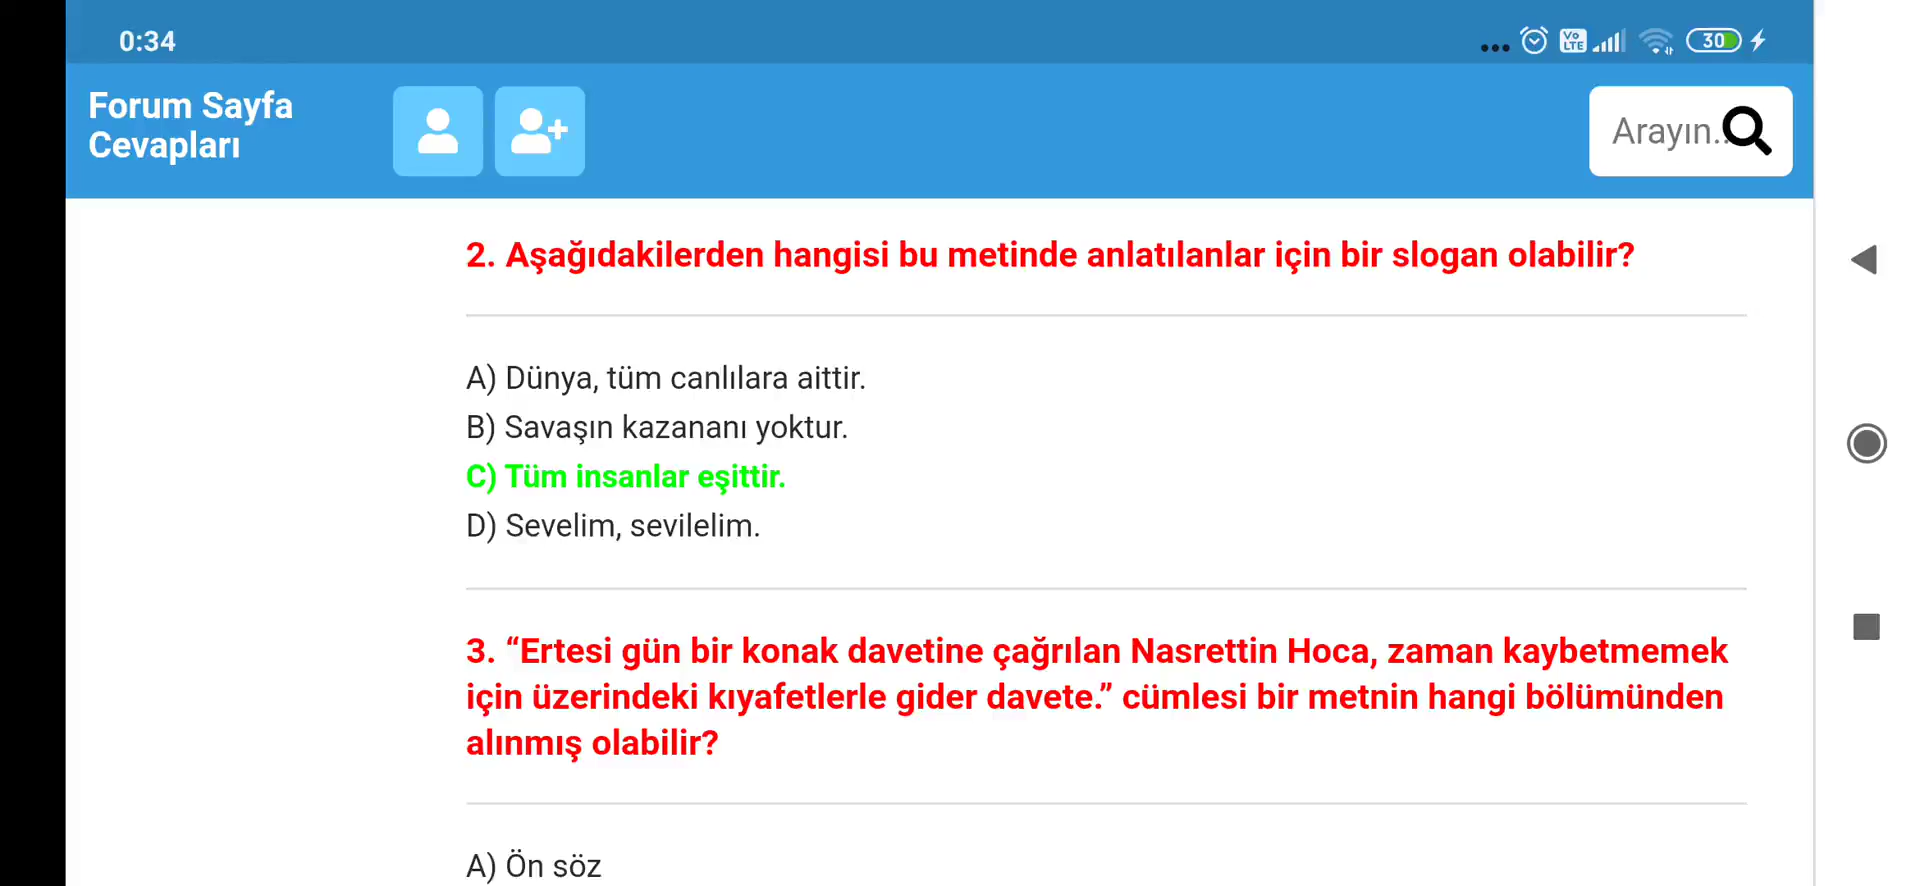 0:34
Vo LTE
30
Forum Sayfa
Cevapları
Arayın..
2. Aşağıdakilerden hangisi bu metinde anlatılanlar için bir slogan olabilir?
A) Dünya, tüm canlılara aittir.
B) Savaşın kazananı yoktur.
C) Tüm insanlar eşittir.
D) Sevelim, sevilelim.
3. “Ertesi gün bir konak davetine çağrılan Nasrettin Hoca, zaman kaybetmemek
için üzerindeki kıyafetlerle gider davete.” cümlesi bir metnin hangi bölümünden
alınmış olabilir?
A) Ön söz